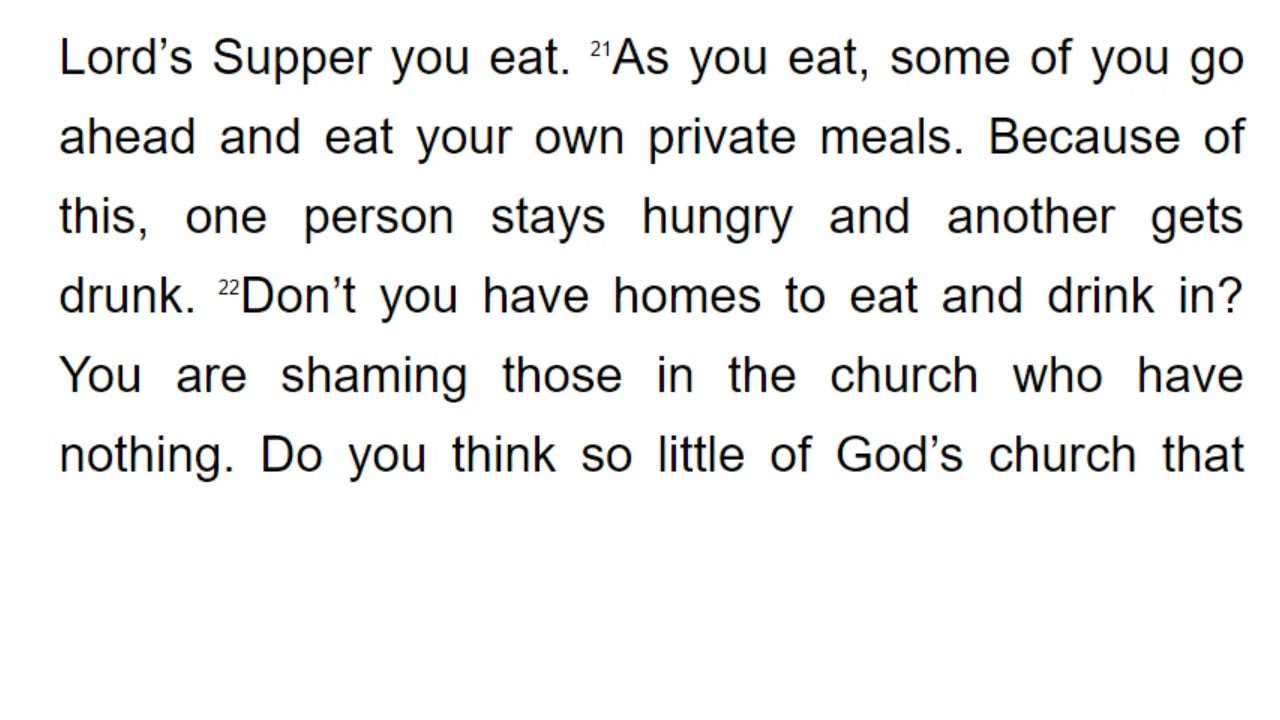 Lord’s Supper you eat. ²¹As you eat, some of you go
ahead and eat your own private meals. Because of
this, one person stays hungry and another gets
drunk. ²²Don’t you have homes to eat and drink in?
You are shaming those in the church who have
nothing. Do you think so little of God’s church that